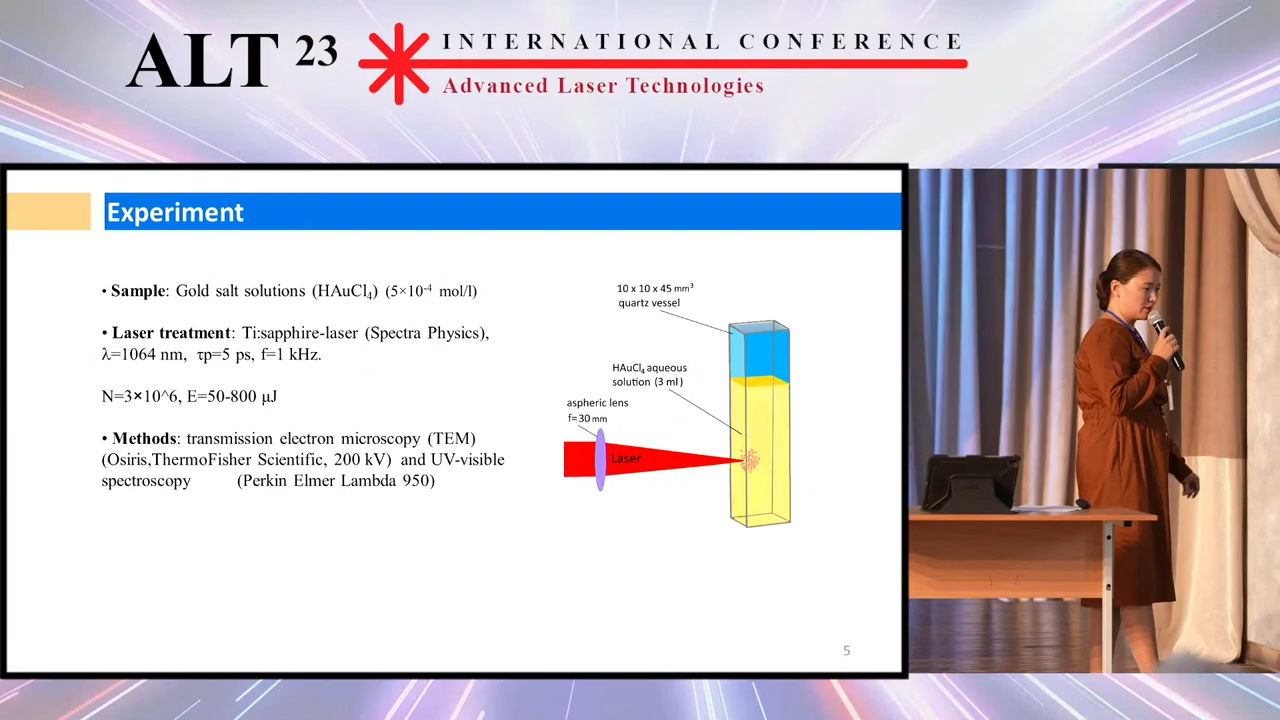 ALT 23
INTERNATIONAL CONFERENCE
Advanced Laser Technologies
Experiment
• Sample: Gold salt solutions (HAuCl₄) (5×10⁻⁴ mol/l)
• Laser treatment: Ti:sapphire-laser (Spectra Physics),
λ=1064 nm, τp=5 ps, f=1 kHz.
N=3×10^6, E=50-800 μJ
• Methods: transmission electron microscopy (TEM)
(Osiris,ThermoFisher Scientific, 200 kV) and UV-visible
spectroscopy (Perkin Elmer Lambda 950)
10 x 10 x 45 mm³
quartz vessel
HAuCl₄ aqueous
solution (3 ml)
aspheric lens
f=30 mm
Laser
5